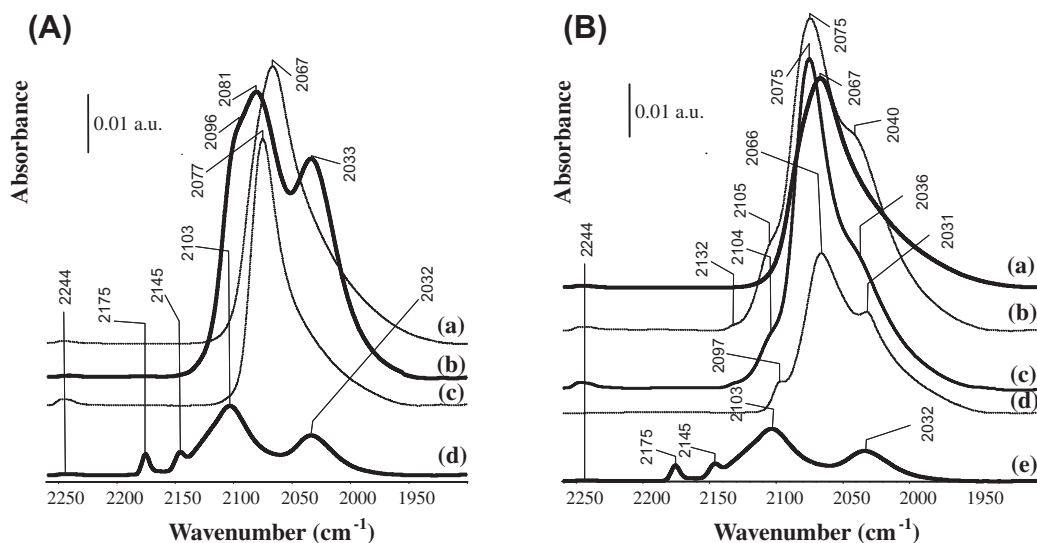 (A)
Absorbance
0.01 a.u.
2244
2175
2145
2103
2077
2096
2081
2067
2033
2032
(a)
(b)
(c)
(d)
2250
2200
2150
2100
2050
2000
1950
Wavenumber (cm-1)
(B)
Absorbance
0.01 a.u.
2244
2175
2145
2132
2105
2104
2097
2103
2066
2075
2075
2067
2040
2036
2031
2032
(a)
(b)
(c)
(d)
(e)
2250
2200
2150
2100
2050
2000
1950
Wavenumber (cm-1)